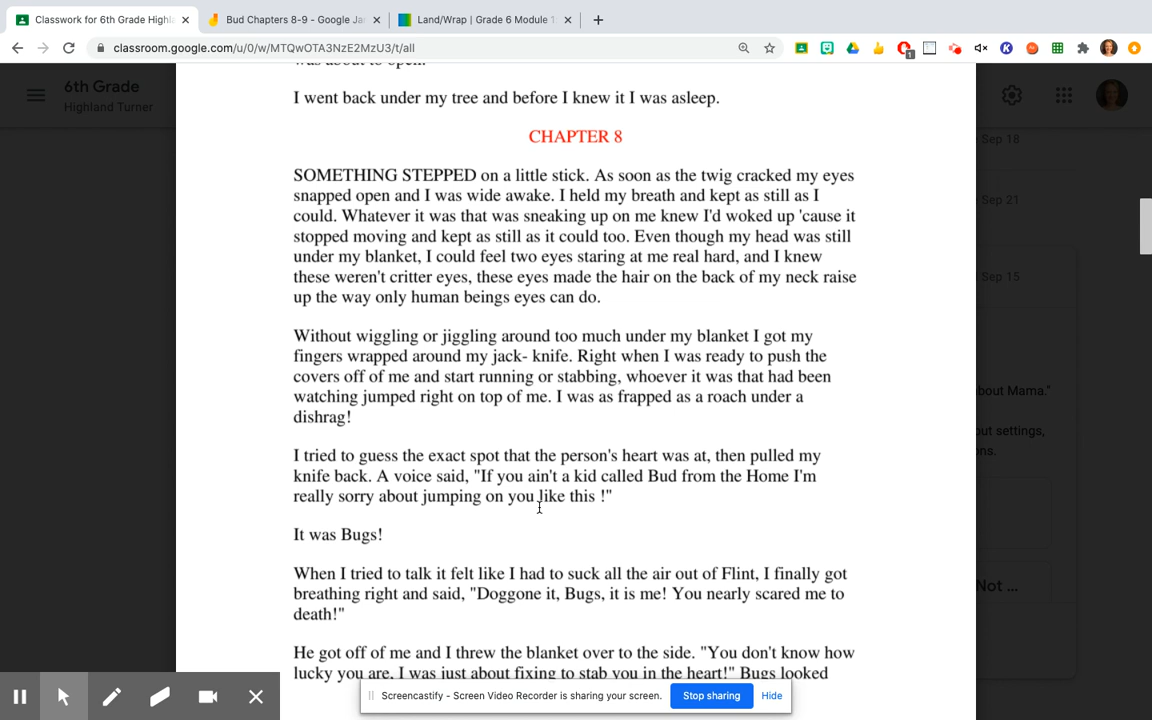 Classwork for 6th Grade Highla
Bud Chapters 8-9 - Google Ja
Land/Wrap | Grade 6 Module 1
classroom.google.com/u/0/w/MTQwOTA3NzE2MzU3/t/all
6th Grade
Highland Turner
was about to open.
I went back under my tree and before I knew it I was asleep.
CHAPTER 8
SOMETHING STEPPED on a little stick. As soon as the twig cracked my eyes
snapped open and I was wide awake. I held my breath and kept as still as I
could. Whatever it was that was sneaking up on me knew I'd woked up 'cause it
stopped moving and kept as still as it could too. Even though my head was still
under my blanket, I could feel two eyes staring at me real hard, and I knew
these weren't critter eyes, these eyes made the hair on the back of my neck raise
up the way only human beings eyes can do.
Without wiggling or jiggling around too much under my blanket I got my
fingers wrapped around my jack- knife. Right when I was ready to push the
covers off of me and start running or stabbing, whoever it was that had been
watching jumped right on top of me. I was as frapped as a roach under a
dishrag!
I tried to guess the exact spot that the person's heart was at, then pulled my
knife back. A voice said, "If you ain't a kid called Bud from the Home I'm
really sorry about jumping on you like this !"
It was Bugs!
When I tried to talk it felt like I had to suck all the air out of Flint, I finally got
breathing right and said, "Doggone it, Bugs, it is me! You nearly scared me to
death!"
He got off of me and I threw the blanket over to the side. "You don't know how
lucky you are, I was just about fixing to stab you in the heart!" Bugs looked
Sep 18
Sep 21
Sep 15
about Mama."
out settings,
ons.
Not ...
1
K
Screencastify - Screen Video Recorder is sharing your screen.
Stop sharing
Hide